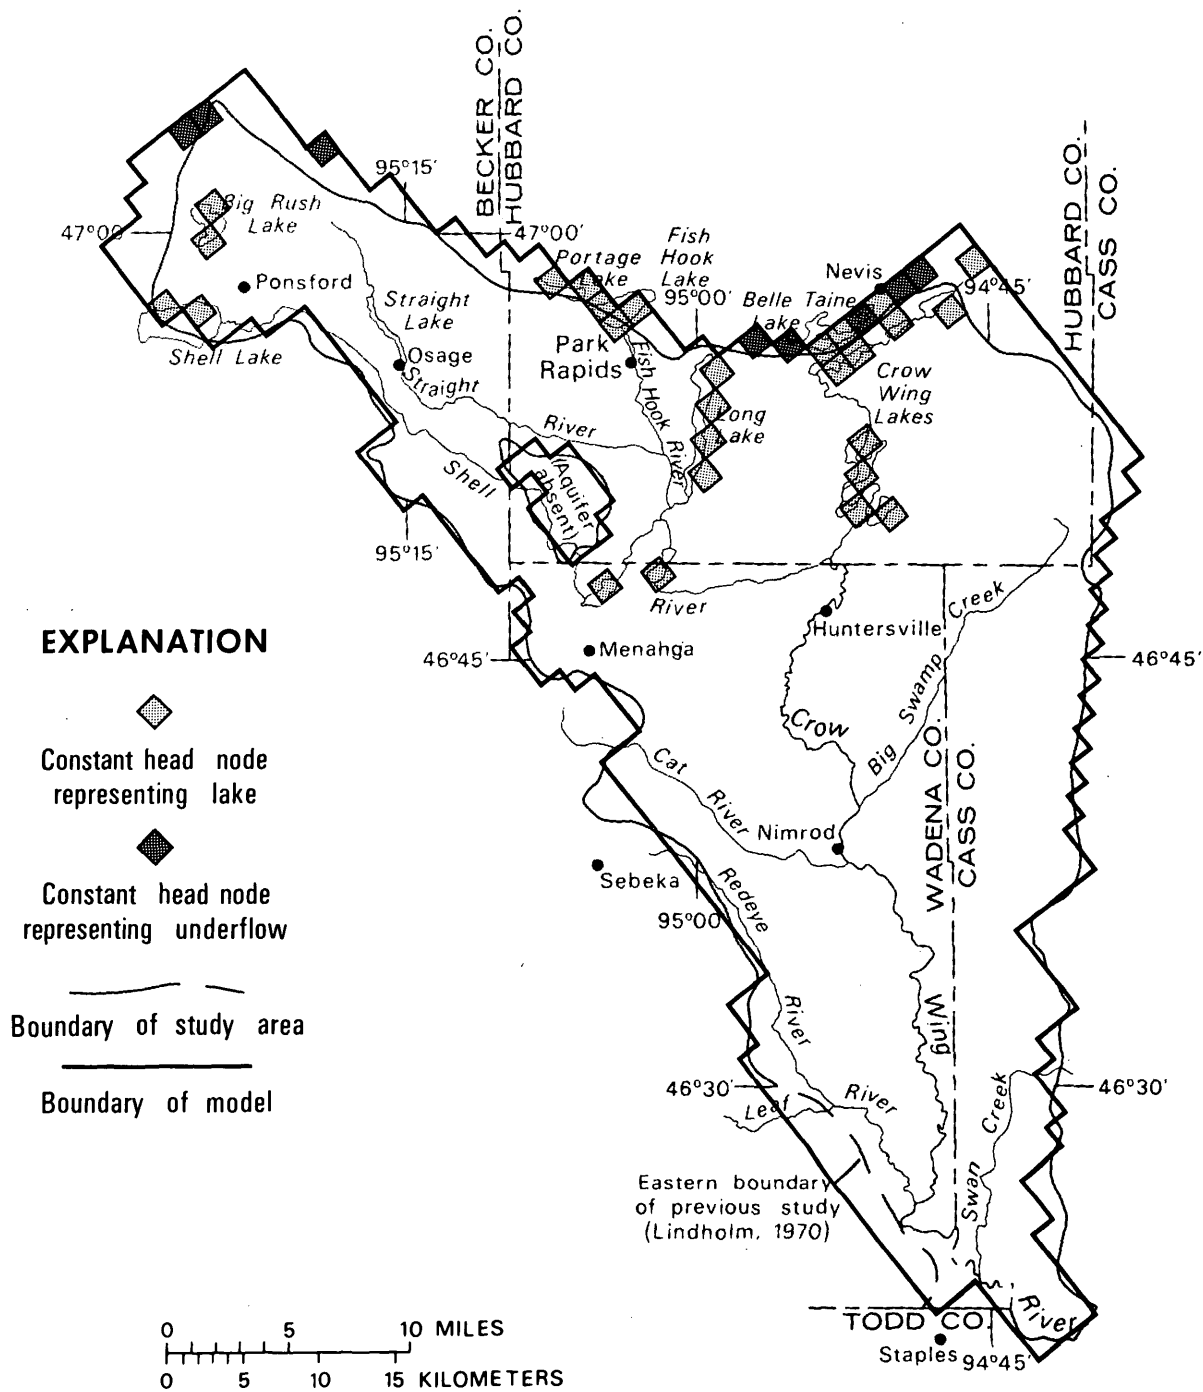 BECKER CO.
HUBBARD CO.
HUBBARD CO.
CASS CO.
95°15'
Big Rush
Lake
47°00'
47°00'
Ponsford
Portage
Lake
Fish
Hook
Lake
Nevis
94°45'
95°00'
Belle Taine
Lake
Straight
Lake
Shell Lake
Osage
Straight
River
Park
Rapids
Fish Hook River
Long
Lake
Crow
Wing
Lakes
Shell
(Aquifer
absent)
95°15'
River
Huntersville
Creek
Swamp
Big
Menahga
46°45'
46°45'
Crow
WADENA CO.
CASS CO.
Cat
River
Nimrod
Sebeka
Redeye
River
95°00'
Wing
46°30'
46°30'
Leaf
River
Swan
Creek
Eastern boundary
of previous study
(Lindholm, 1970)
River
TODD CO.
Staples
94°45'
EXPLANATION
Constant head node
representing lake
Constant head node
representing underflow
Boundary of study area
Boundary of model
0 5 10 MILES
0 5 10 15 KILOMETERS